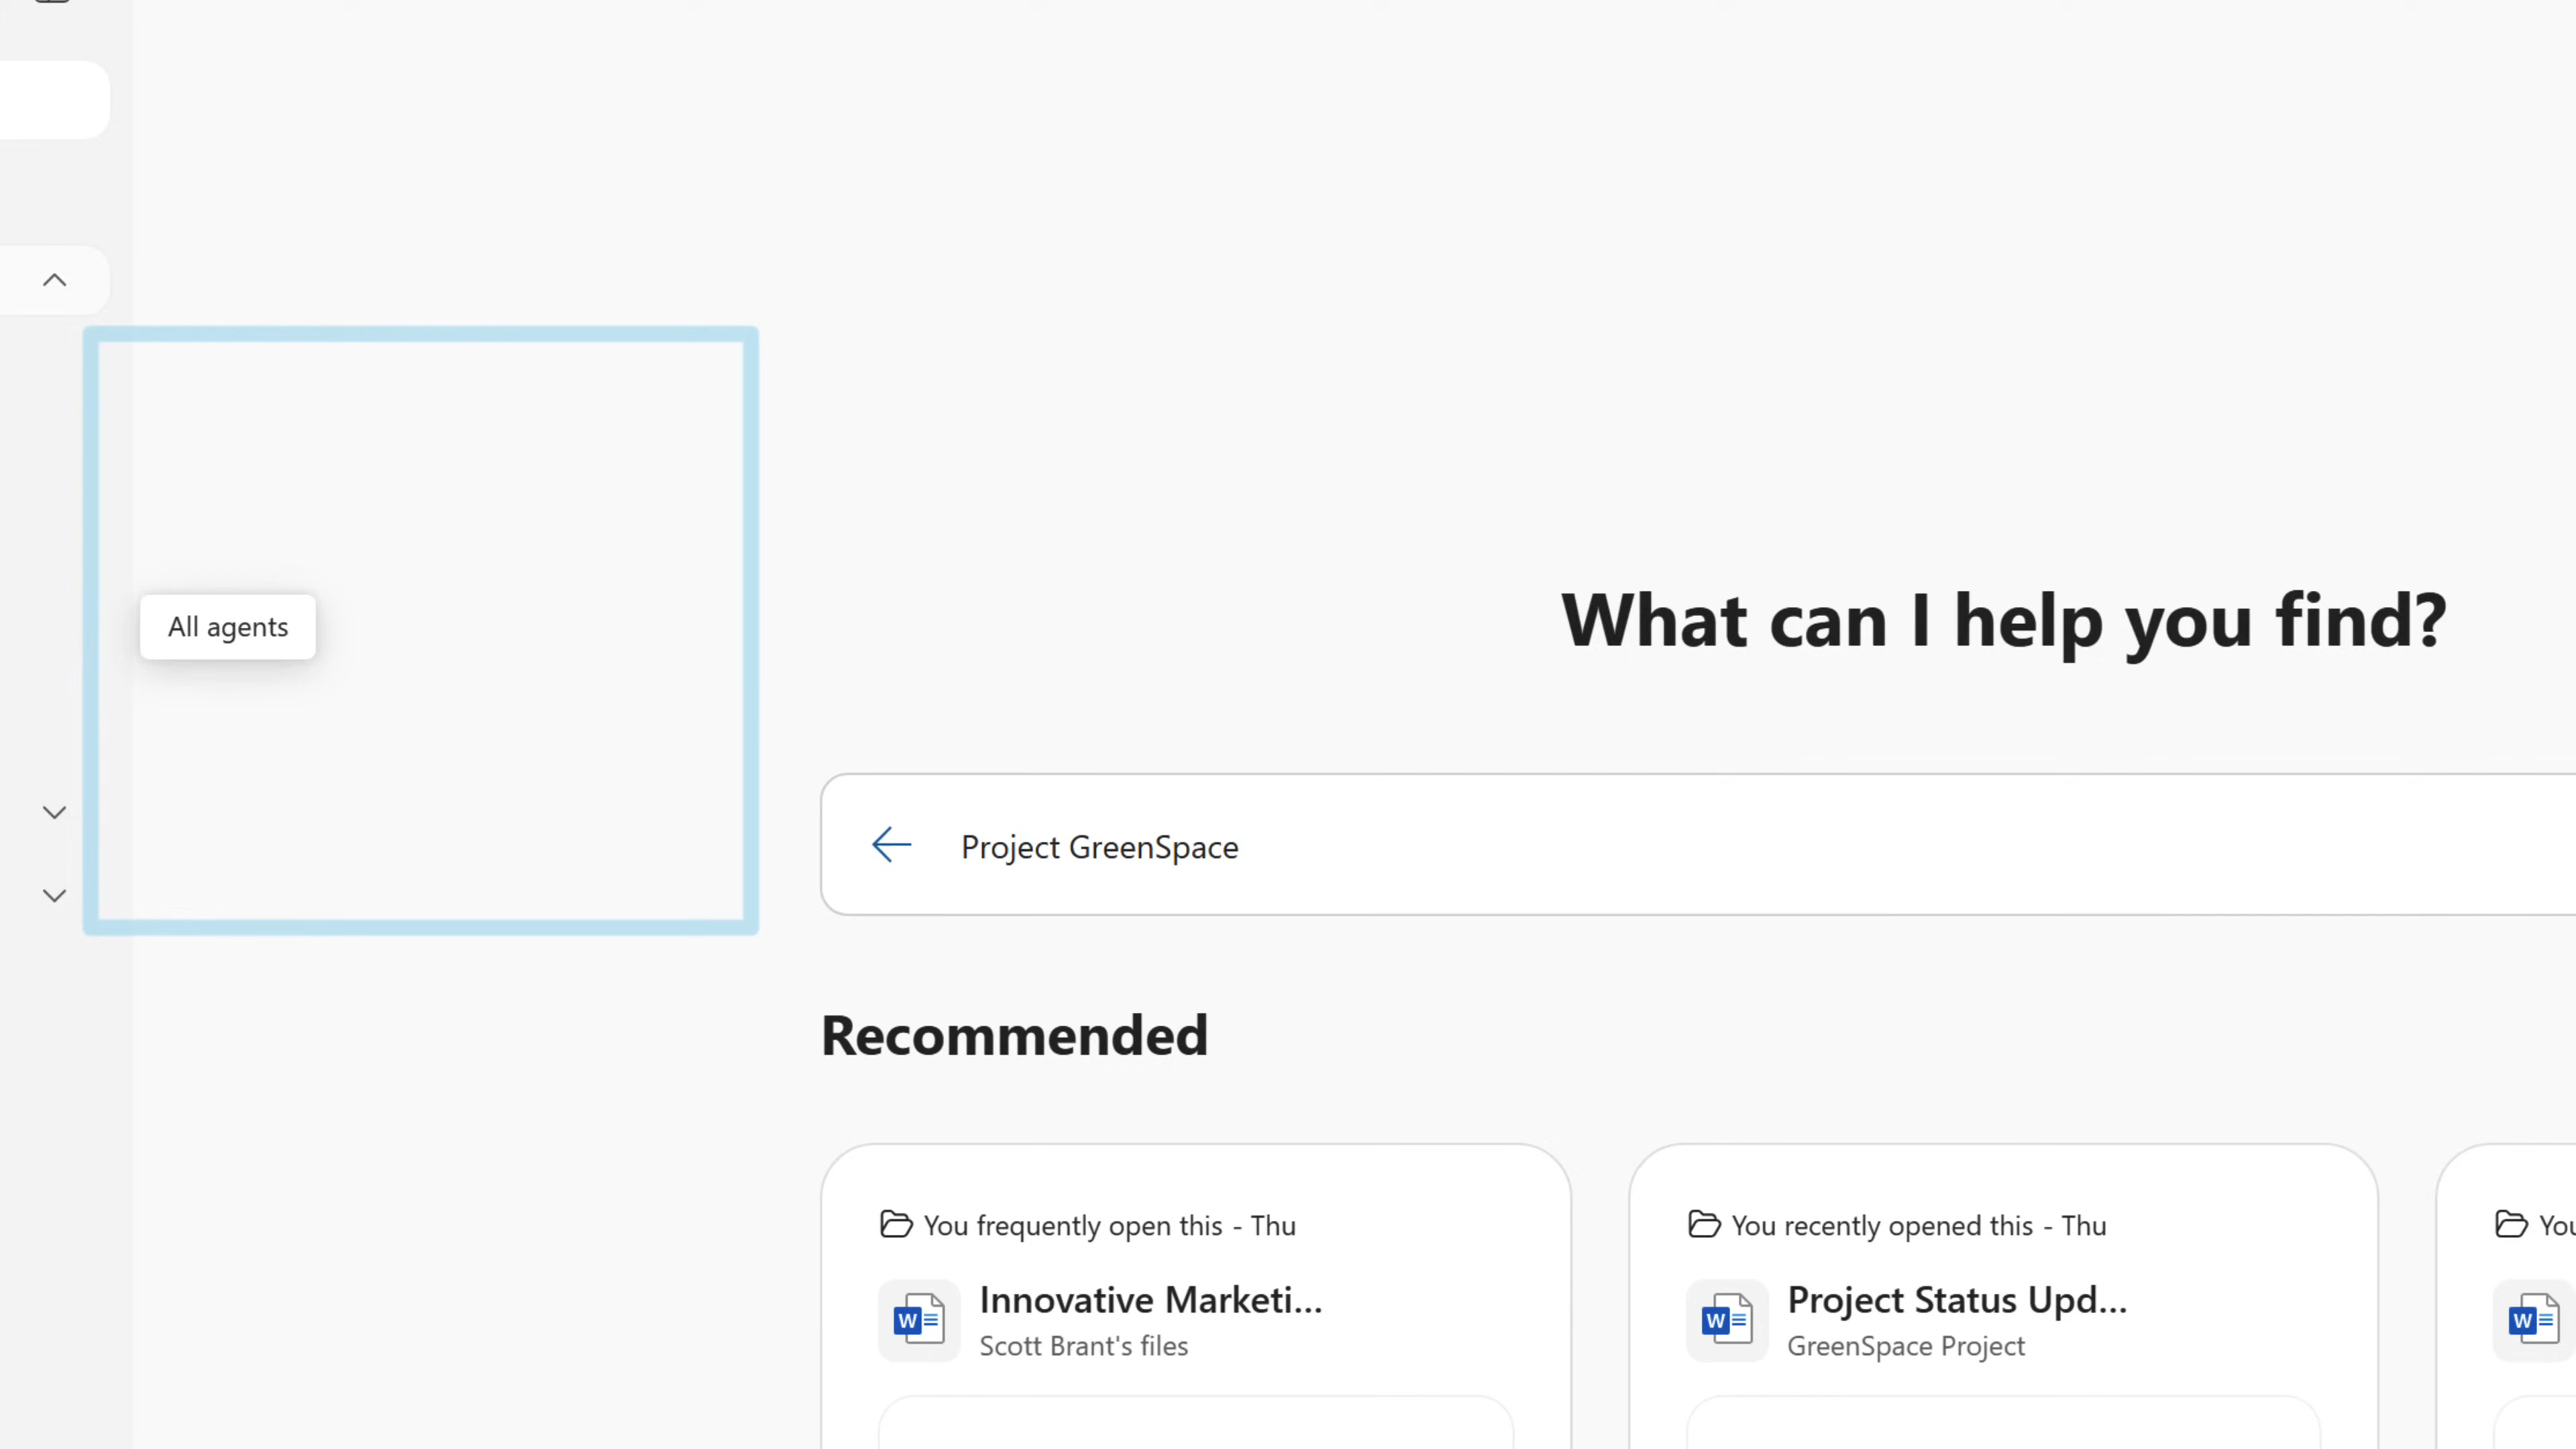 What can I help you find?
All agents
Project GreenSpace
Recommended
You frequently open this - Thu
Innovative Marketi...
Scott Brant's files
You recently opened this - Thu
Project Status Upd...
GreenSpace Project
W
W
W